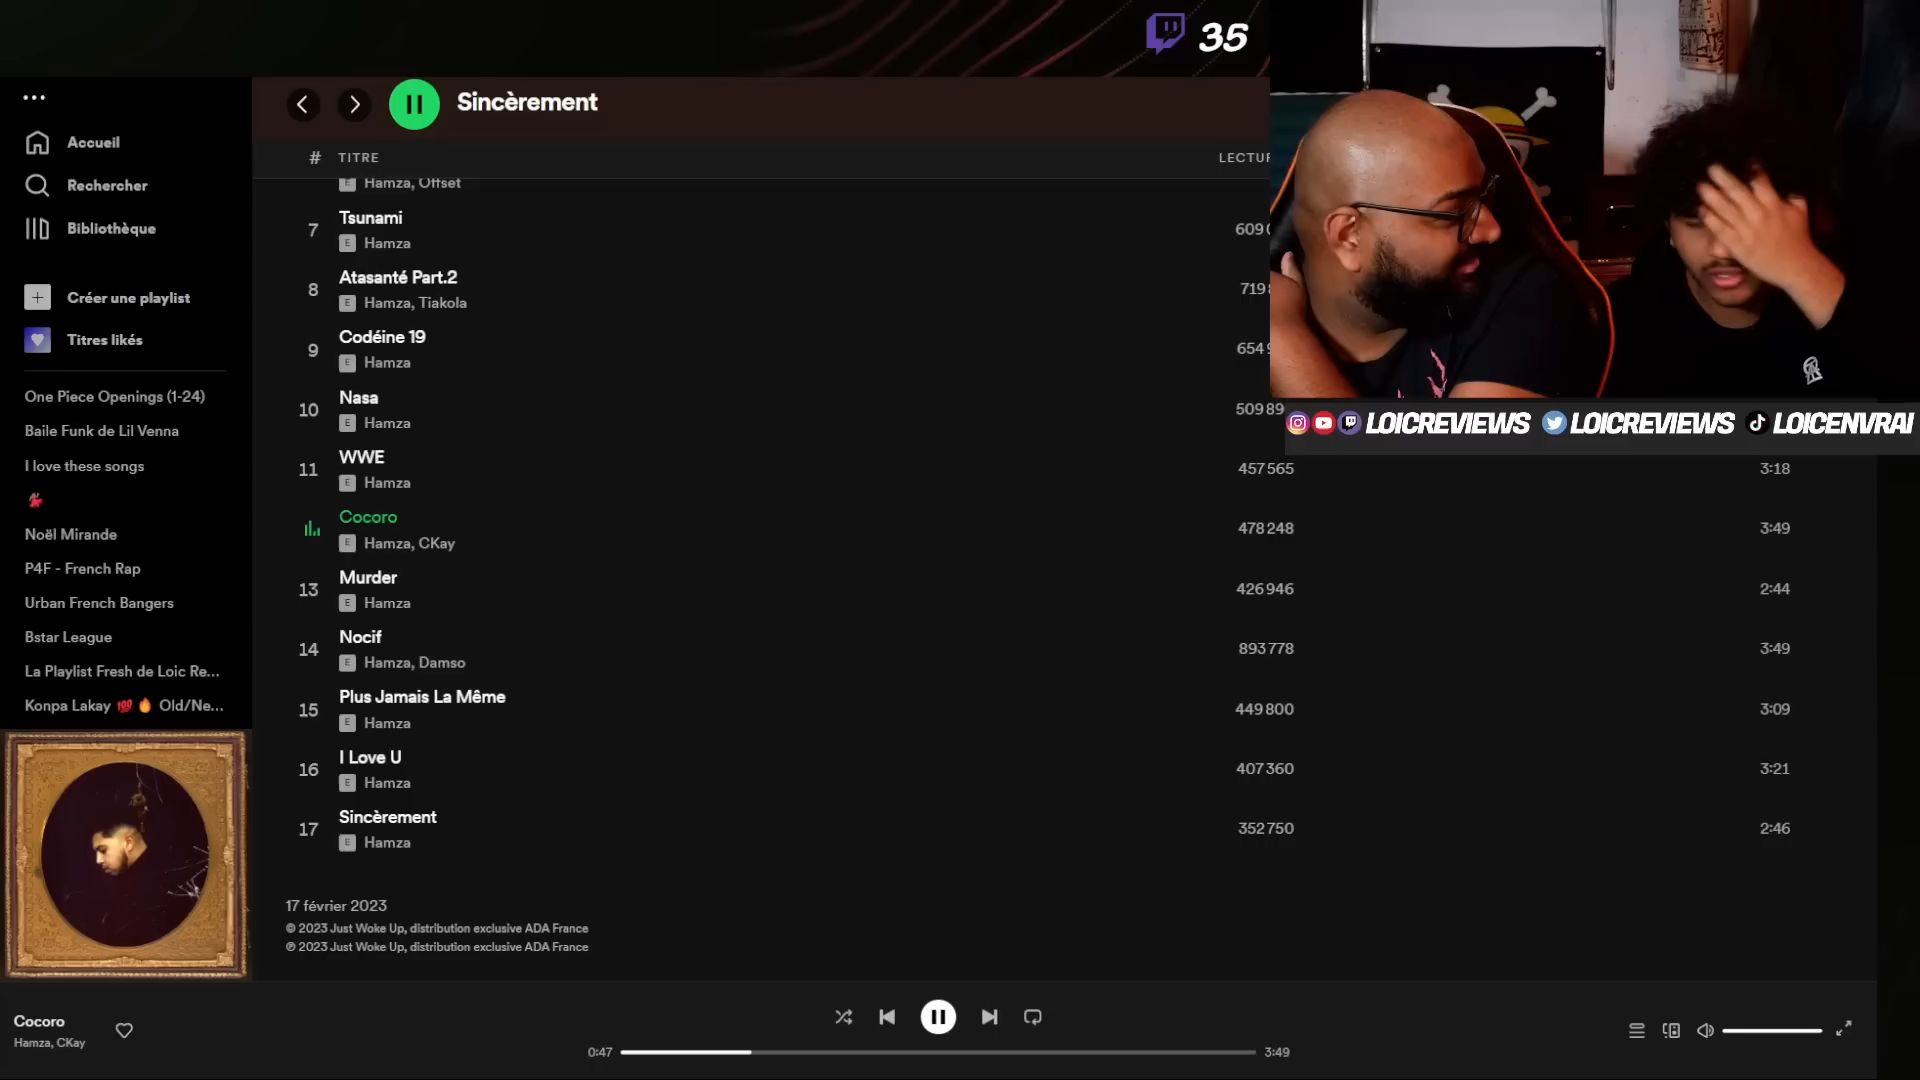 35
Sincèrement
Accueil
Rechercher
Bibliothèque
Créer une playlist
Titres likés
One Piece Openings (1-24)
Baile Funk de Lil Venna
I love these songs
Noël Mirande
P4F - French Rap
Urban French Bangers
Bstar League
La Playlist Fresh de Loic Re...
Konpa Lakay 💯 🔥 Old/Ne...
# TITRE LECTUR
E Hamza, Offset
7 Tsunami 609
E Hamza
8 Atasanté Part.2 719
E Hamza, Tiakola
9 Codéine 19 654
E Hamza
10 Nasa 509 89
E Hamza
LOICREVIEWS LOICREVIEWS LOICENVRAI
11 WWE 457 565 3:18
E Hamza
Cocoro 478 248 3:49
E Hamza, CKay
13 Murder 426 946 2:44
E Hamza
14 Nocif 893 778 3:49
E Hamza, Damso
15 Plus Jamais La Même 449 800 3:09
E Hamza
16 I Love U 407 360 3:21
E Hamza
17 Sincèrement 352 750 2:46
E Hamza
17 février 2023
© 2023 Just Woke Up, distribution exclusive ADA France
℗ 2023 Just Woke Up, distribution exclusive ADA France
Cocoro
Hamza, CKay
0:47 3:49